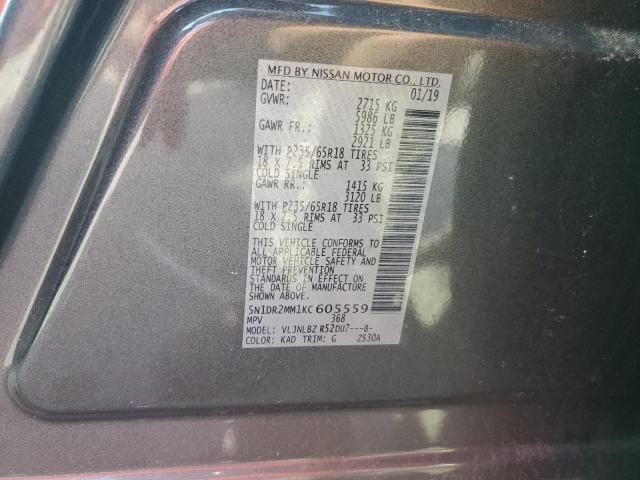 MFD BY NISSAN MOTOR CO., LTD.
DATE: 01/19
GVWR: 2715 KG
5986 LB
GAWR FR.: 1325 KG
2921 LB
WITH P235/65R18 TIRES
18 X 7.5 RIMS AT 33 PSI
COLD SINGLE
GAWR RR.: 1415 KG
3120 LB
WITH P235/65R18 TIRES
18 X 7.5 RIMS AT 33 PSI
COLD SINGLE
THIS VEHICLE CONFORMS TO
ALL APPLICABLE FEDERAL
MOTOR VEHICLE SAFETY AND
THEFT PREVENTION
STANDARDS IN EFFECT ON THE
DATE OF MANUFACTURE
SHOWN ABOVE.
5N1DR2MM1KC605559
MPV 368
MODEL: VLJNLBZ R52DU7---B-
COLOR: KAD TRIM: G 2S30A